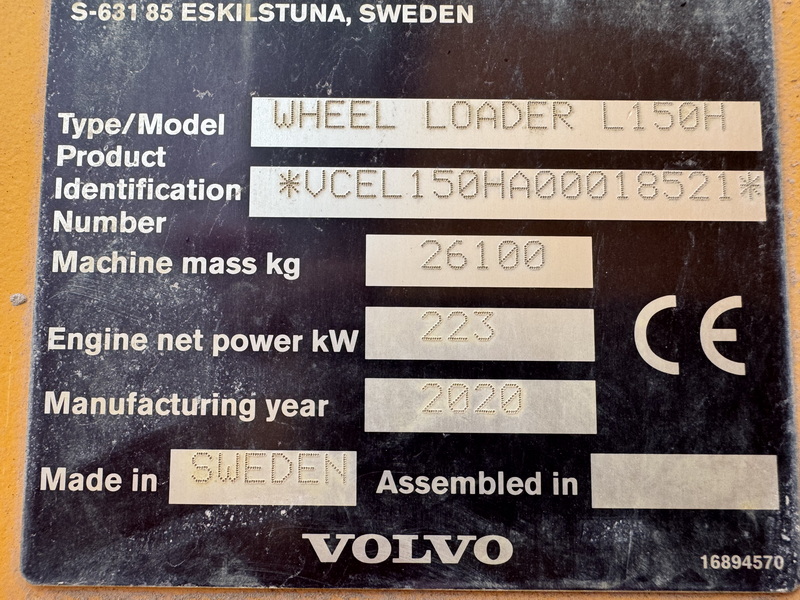 S-631 85 ESKILSTUNA, SWEDEN
Type/Model WHEEL LOADER L150H
Product
Identification *VCEL150HA00018521*
Number
Machine mass kg 26100
Engine net power kW 223
Manufacturing year 2020
Made in SWEDEN Assembled in
VOLVO
16894570
CE